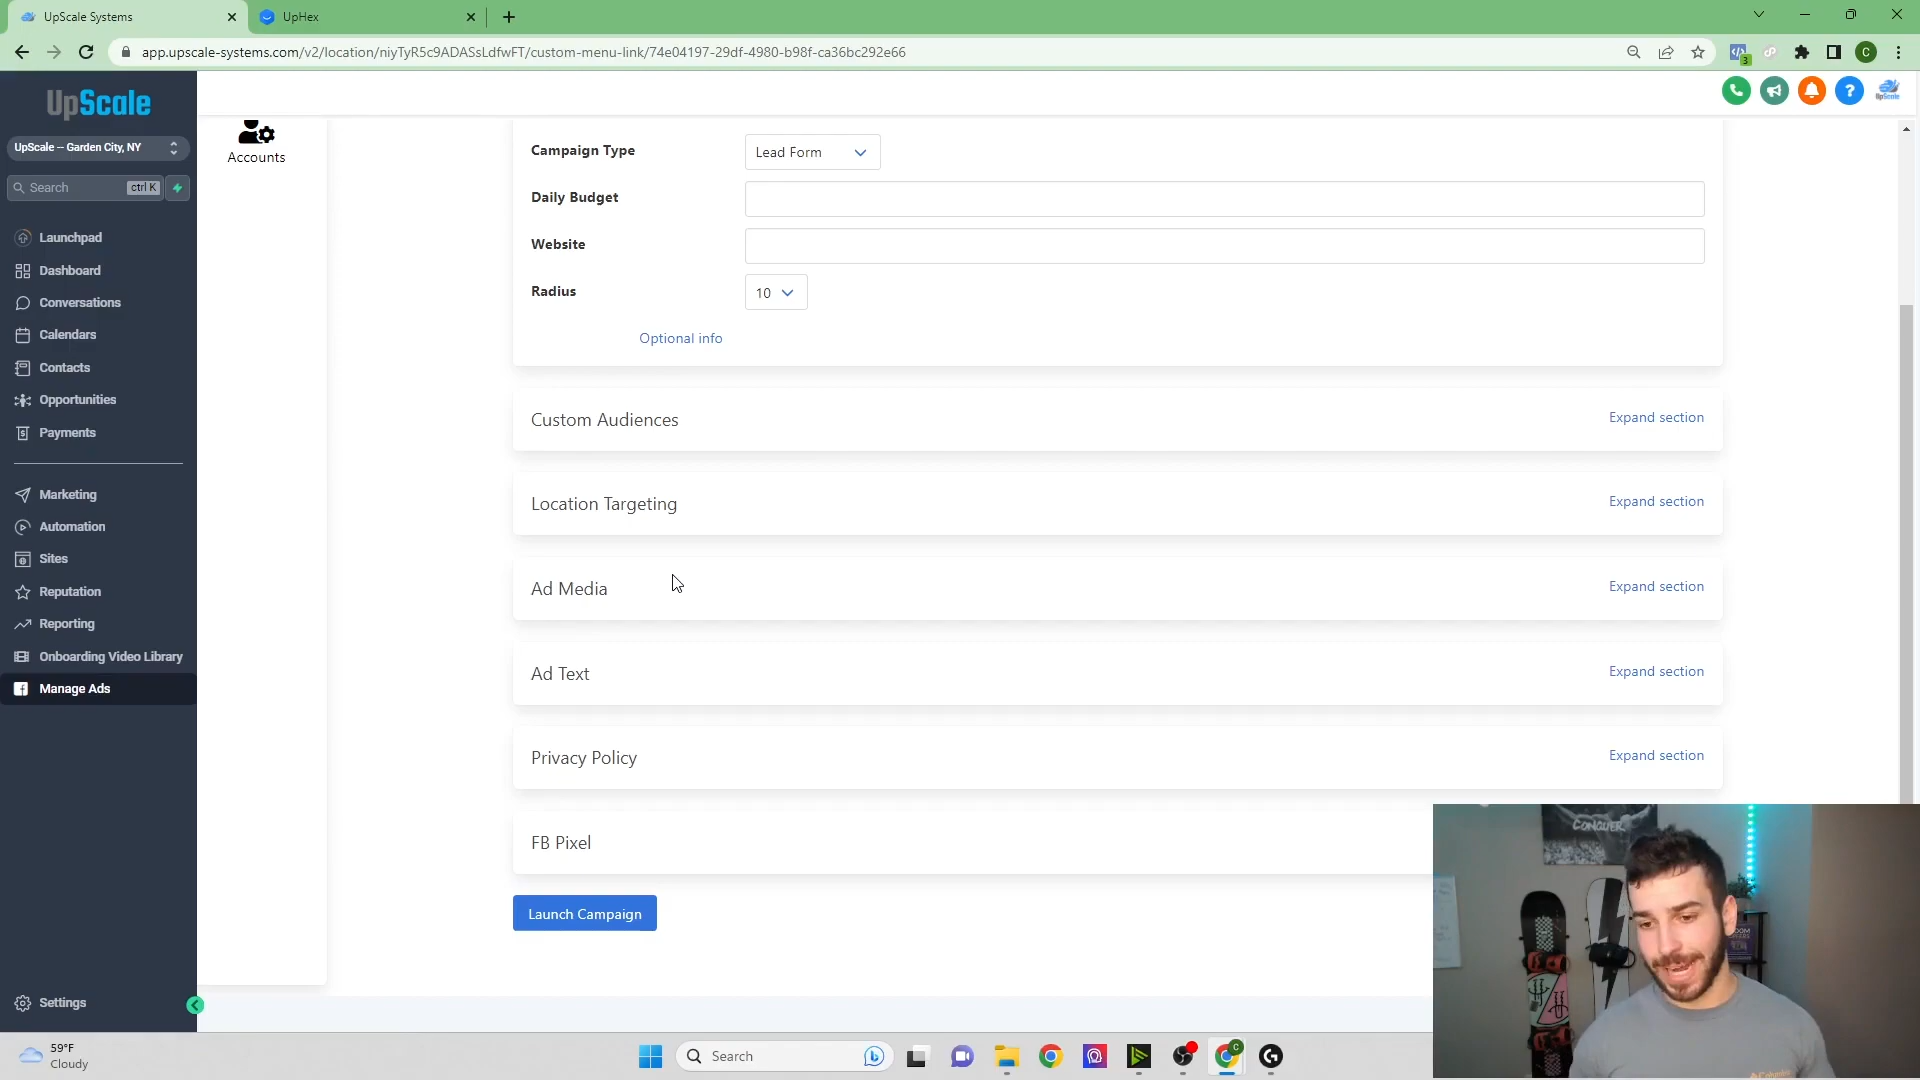 UpScale Systems
UpHex
app.upscale-systems.com/v2/location/niyTyR5c9ADASsLdfwFT/custom-menu-link/74e04197-29df-4980-b98f-ca36bc292e66
3
C
UpScale
UpScale
UpScale -- Garden City, NY
Search
ctrl K
Launchpad
Dashboard
Conversations
Calendars
Contacts
Opportunities
Payments
Marketing
Automation
Sites
Reputation
Reporting
Onboarding Video Library
Manage Ads
Settings
Accounts
Campaign Type
Lead Form
Daily Budget
Website
Radius
10
Optional info
Custom Audiences
Expand section
Location Targeting
Expand section
Ad Media
Expand section
Ad Text
Expand section
Privacy Policy
Expand section
FB Pixel
Launch Campaign
CONQUER
Columbia
59°F
Cloudy
Search
C